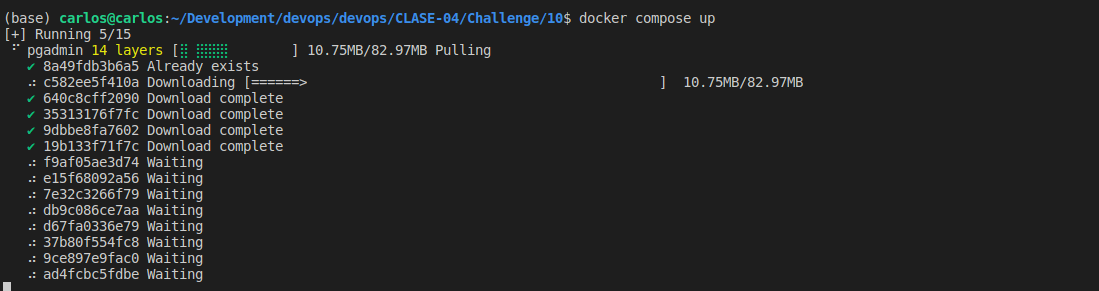 (base) carlos@carlos:~/Development/devops/devops/CLASE-04/Challenge/10$ docker compose up
[+] Running 5/15
⠋ pgadmin 14 layers [⣿ ⣿⣿⣿⣿        ] 10.75MB/82.97MB Pulling
✔ 8a49fdb3b6a5 Already exists
⠴ c582ee5f410a Downloading [======>                                            ]  10.75MB/82.97MB
✔ 640c8cff2090 Download complete
✔ 35313176f7fc Download complete
✔ 9dbbe8fa7602 Download complete
✔ 19b133f71f7c Download complete
⠴ f9af05ae3d74 Waiting
⠴ e15f68092a56 Waiting
⠴ 7e32c3266f79 Waiting
⠴ db9c086ce7aa Waiting
⠴ d67fa0336e79 Waiting
⠴ 37b80f554fc8 Waiting
⠴ 9ce897e9fac0 Waiting
⠴ ad4fcbc5fdbe Waiting